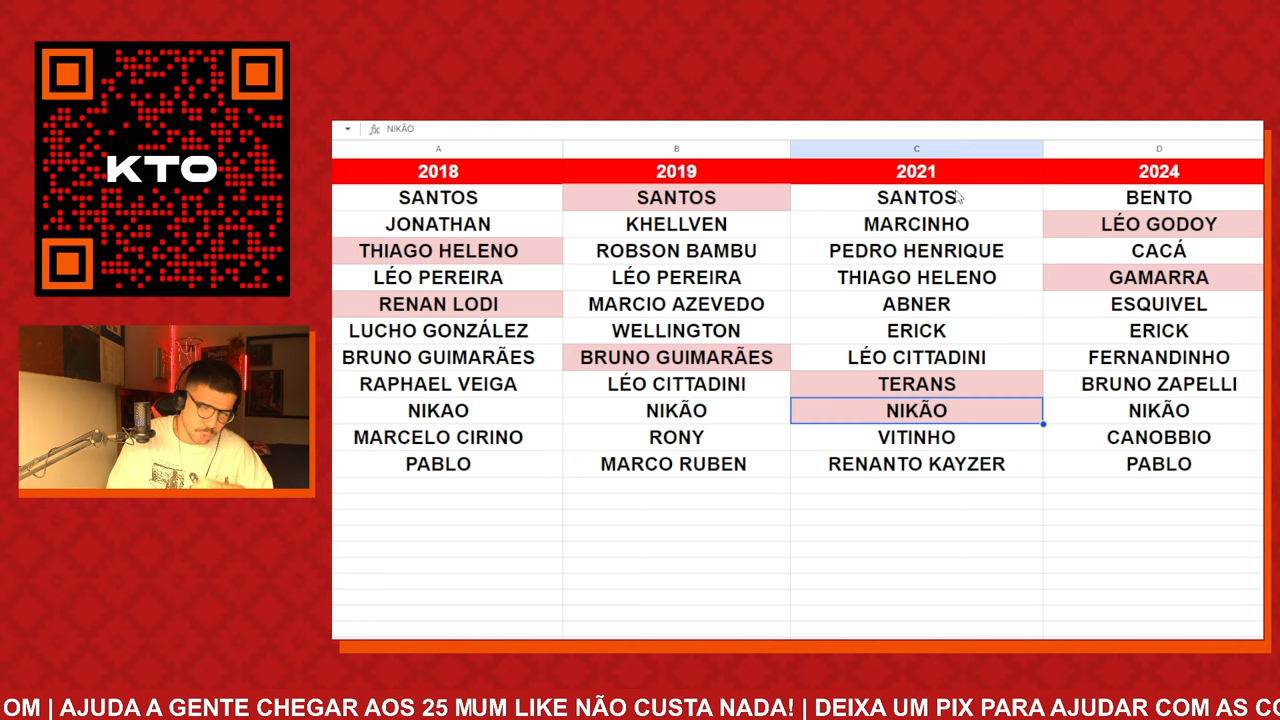 KTO
NIKÃO
A B C D
2018 2019 2021 2024
SANTOS SANTOS SANTOS BENTO
JONATHAN KHELLVEN MARCINHO LÉO GODOY
THIAGO HELENO ROBSON BAMBU PEDRO HENRIQUE CACÁ
LÉO PEREIRA LÉO PEREIRA THIAGO HELENO GAMARRA
RENAN LODI MARCIO AZEVEDO ABNER ESQUIVEL
LUCHO GONZÁLEZ WELLINGTON ERICK ERICK
BRUNO GUIMARÃES BRUNO GUIMARÃES LÉO CITTADINI FERNANDINHO
RAPHAEL VEIGA LÉO CITTADINI TERANS BRUNO ZAPELLI
NIKAO NIKÃO NIKÃO NIKÃO
MARCELO CIRINO RONY VITINHO CANOBBIO
PABLO MARCO RUBEN RENANTO KAYZER PABLO
OM | AJUDA A GENTE CHEGAR AOS 25 MUM LIKE NÃO CUSTA NADA! | DEIXA UM PIX PARA AJUDAR COM AS CO